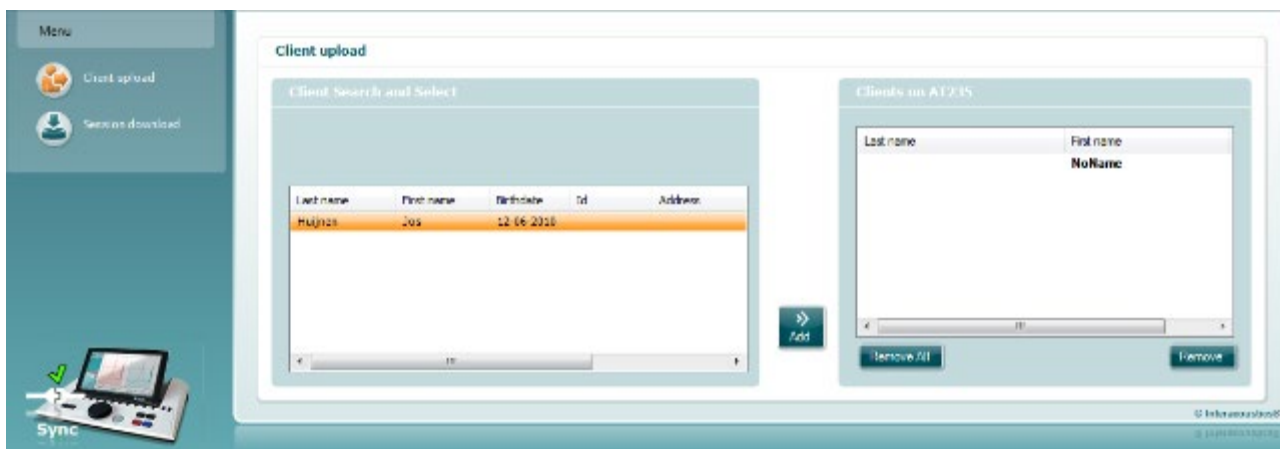 Menu
Client upload
Session download
Sync
Client upload
Client Search and Select
Last name First name Birthdate Id Address
Huijnen Jos 12-06-2010
Add
Clients on AT235
Last name First name
NoName
Remove All Remove